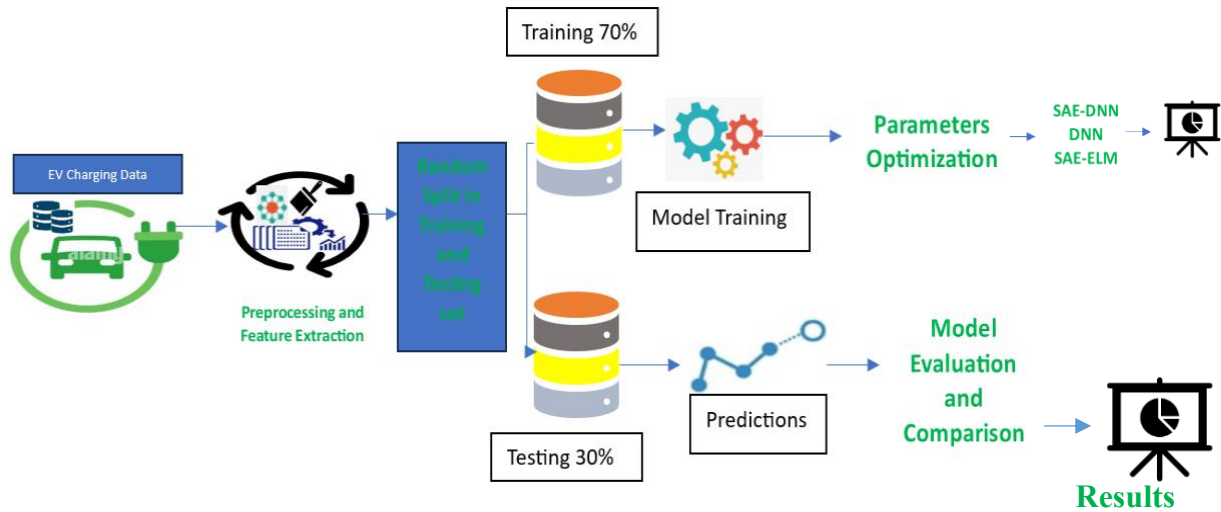 Training 70%
EV Charging Data
alamy
Preprocessing and
Feature Extraction
Random
Split in
Training
and
Testing
set
Model Training
Parameters
Optimization
SAE-DNN
DNN
SAE-ELM
Testing 30%
Predictions
Model
Evaluation
and
Comparison
Results